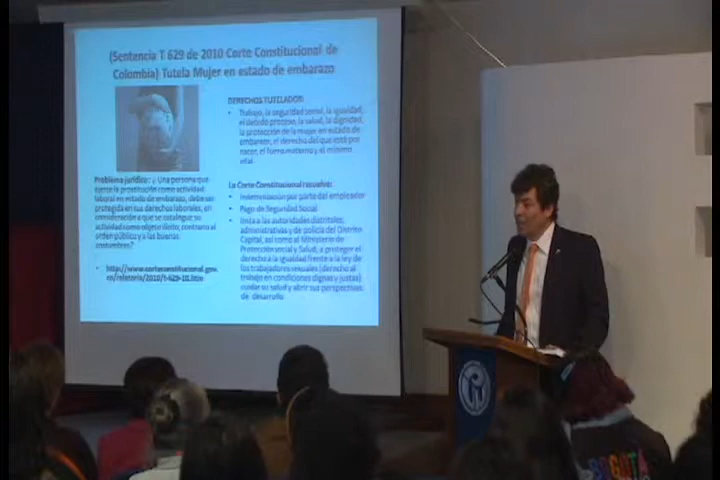 (Sentencia T 629 de 2010 Corte Constitucional de
Colombia) Tutela Mujer en estado de embarazo
Problema jurídico: ¿ Una persona que
ejerce la prostitución como actividad
laboral en estado de embarazo, debe ser
protegida en sus derechos laborales, en
consideración a que se catalogue su
actividad como objeto ilícito, contrario al
orden público y a las buenas
costumbres?
• http://www.corteconstitucional.gov.
co/relatoria/2010/t-629-10.htm
DERECHOS TUTELADOS:
• Trabajo, la seguridad social, la igualdad,
el debido proceso, la salud, la dignidad,
la protección de la mujer en estado de
embarazo, el derecho del que está por
nacer, el fuero materno y el mínimo
vital.
La Corte Constitucional resuelve:
• Indemnización por parte del empleador
• Pago de Seguridad Social
• Insta a las autoridades distritales,
administrativas y de policía del Distrito
Capital, así como al Ministerio de
Protección social y Salud, a proteger el
derecho a la igualdad frente a la ley de
los trabajadores sexuales (derecho al
trabajo en condiciones dignas y justas)
cuidar su salud y abrir sus perspectivas
de desarrollo
BOGOTA